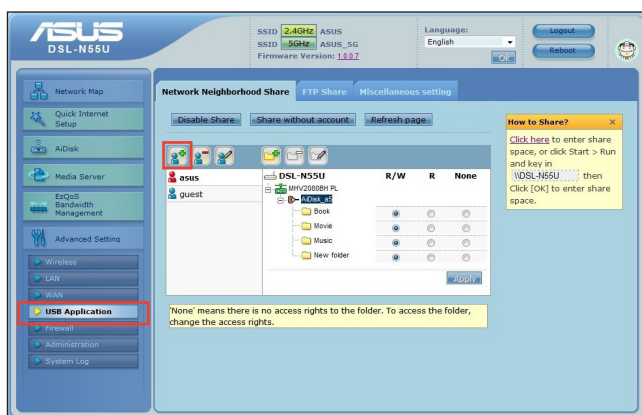 ASUS
DSL-N55U
SSID 2.4GHz ASUS
SSID 5GHz ASUS_5G
Firmware Version: 1.0.0.7
Language:
English
OK
Logout
Reboot
Network Map
Quick Internet
Setup
AiDisk
Media Server
EzQoS
Bandwidth
Management
Advanced Setting
Wireless
LAN
WAN
USB Application
Firewall
Administration
System Log
Network Neighborhood Share
FTP Share
Miscellaneous setting
Disable Share
Share without account
Refresh page
asus
guest
DSL-N55U R/W R None
MHV2080BH PL
AiDisk_a5
Book
Movie
Music
New folder
Apply
'None' means there is no access rights to the folder. To access the folder,
change the access rights.
How to Share? X
Click here to enter share
space, or click Start > Run
and key in
\\DSL-N55U then
Click [OK] to enter share
space.